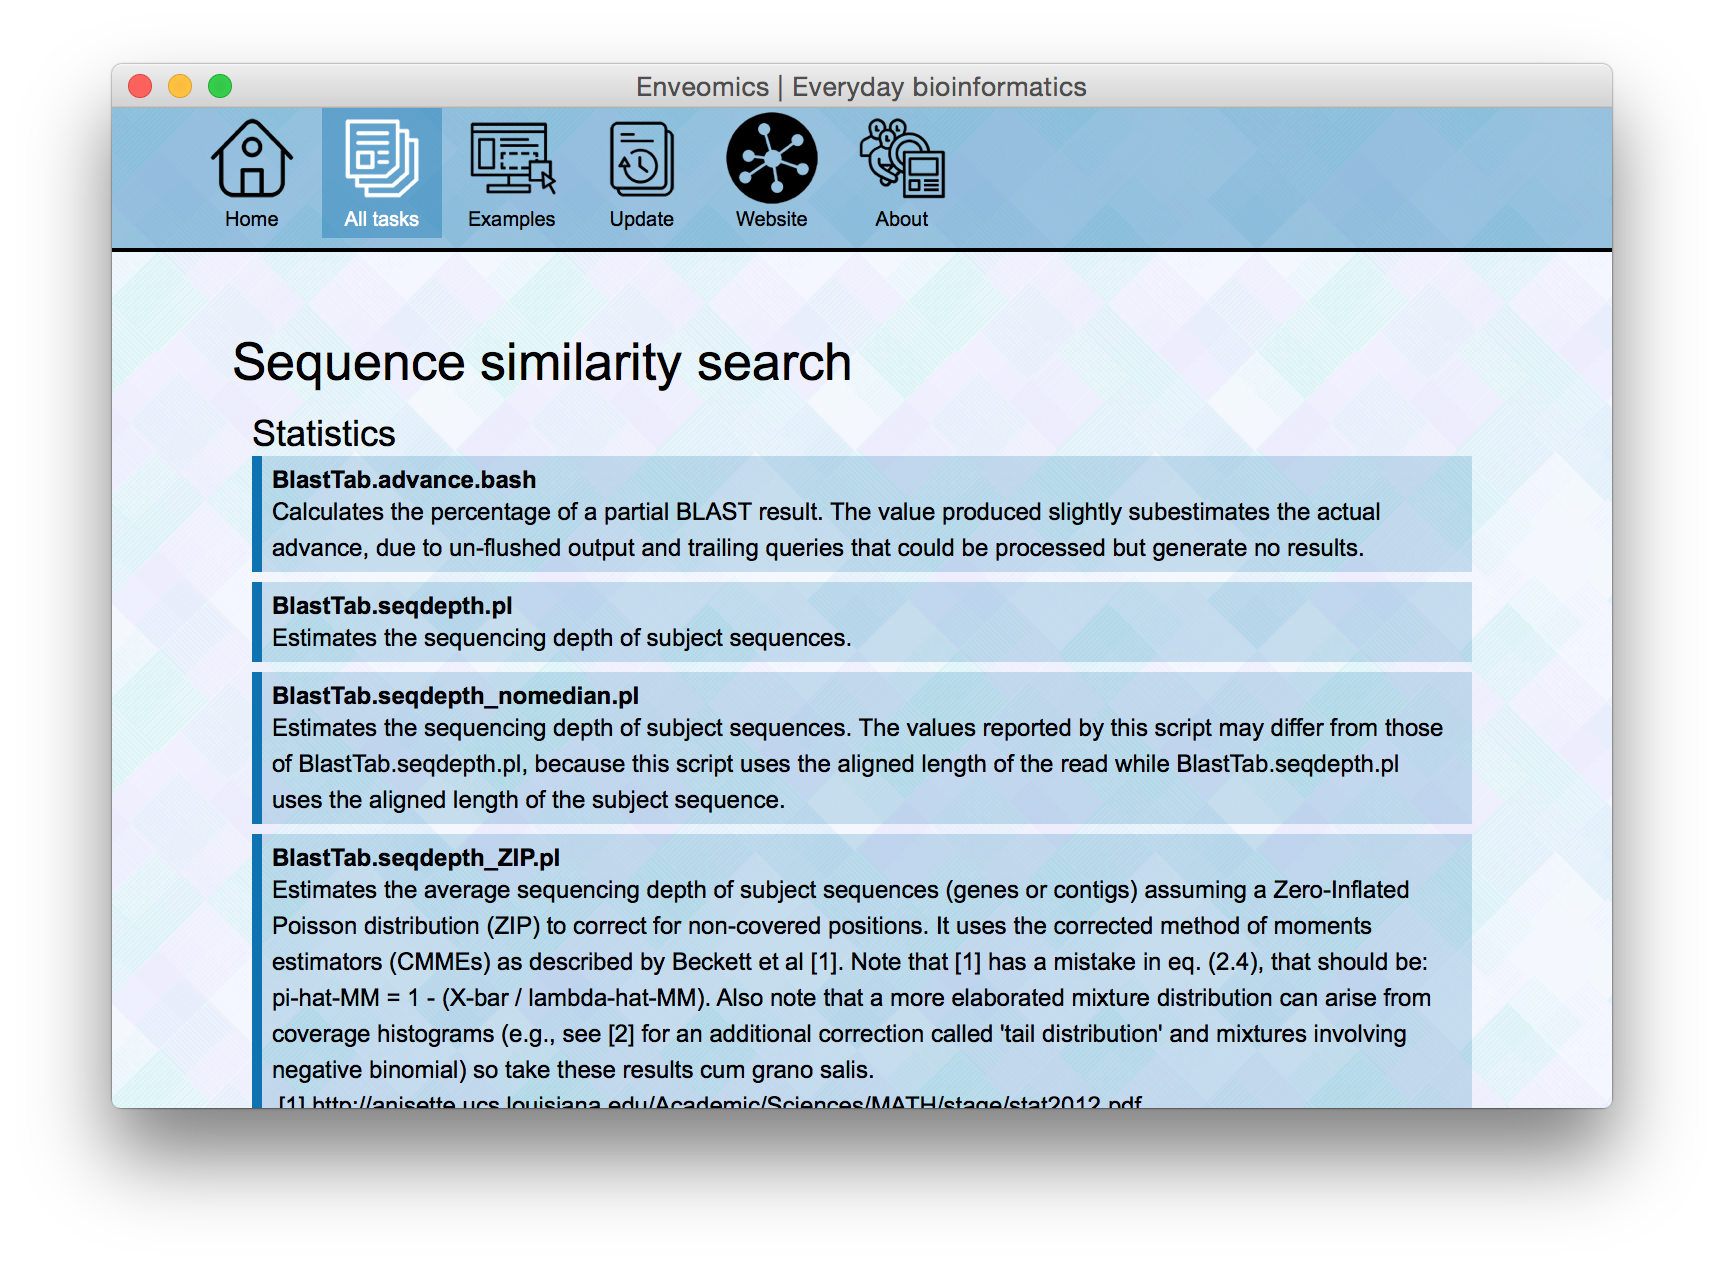 Enveomics | Everyday bioinformatics
Home
All tasks
Examples
Update
Website
About
Sequence similarity search
Statistics
BlastTab.advance.bash
Calculates the percentage of a partial BLAST result. The value produced slightly subestimates the actual
advance, due to un-flushed output and trailing queries that could be processed but generate no results.
BlastTab.seqdepth.pl
Estimates the sequencing depth of subject sequences.
BlastTab.seqdepth_nomedian.pl
Estimates the sequencing depth of subject sequences. The values reported by this script may differ from those
of BlastTab.seqdepth.pl, because this script uses the aligned length of the read while BlastTab.seqdepth.pl
uses the aligned length of the subject sequence.
BlastTab.seqdepth_ZIP.pl
Estimates the average sequencing depth of subject sequences (genes or contigs) assuming a Zero-Inflated
Poisson distribution (ZIP) to correct for non-covered positions. It uses the corrected method of moments
estimators (CMMEs) as described by Beckett et al [1]. Note that [1] has a mistake in eq. (2.4), that should be:
pi-hat-MM = 1 - (X-bar / lambda-hat-MM). Also note that a more elaborated mixture distribution can arise from
coverage histograms (e.g., see [2] for an additional correction called 'tail distribution' and mixtures involving
negative binomial) so take these results cum grano salis.
[1] http://anisette.ucs.louisiana.edu/Academic/Sciences/MATH/stage/stat2012.pdf